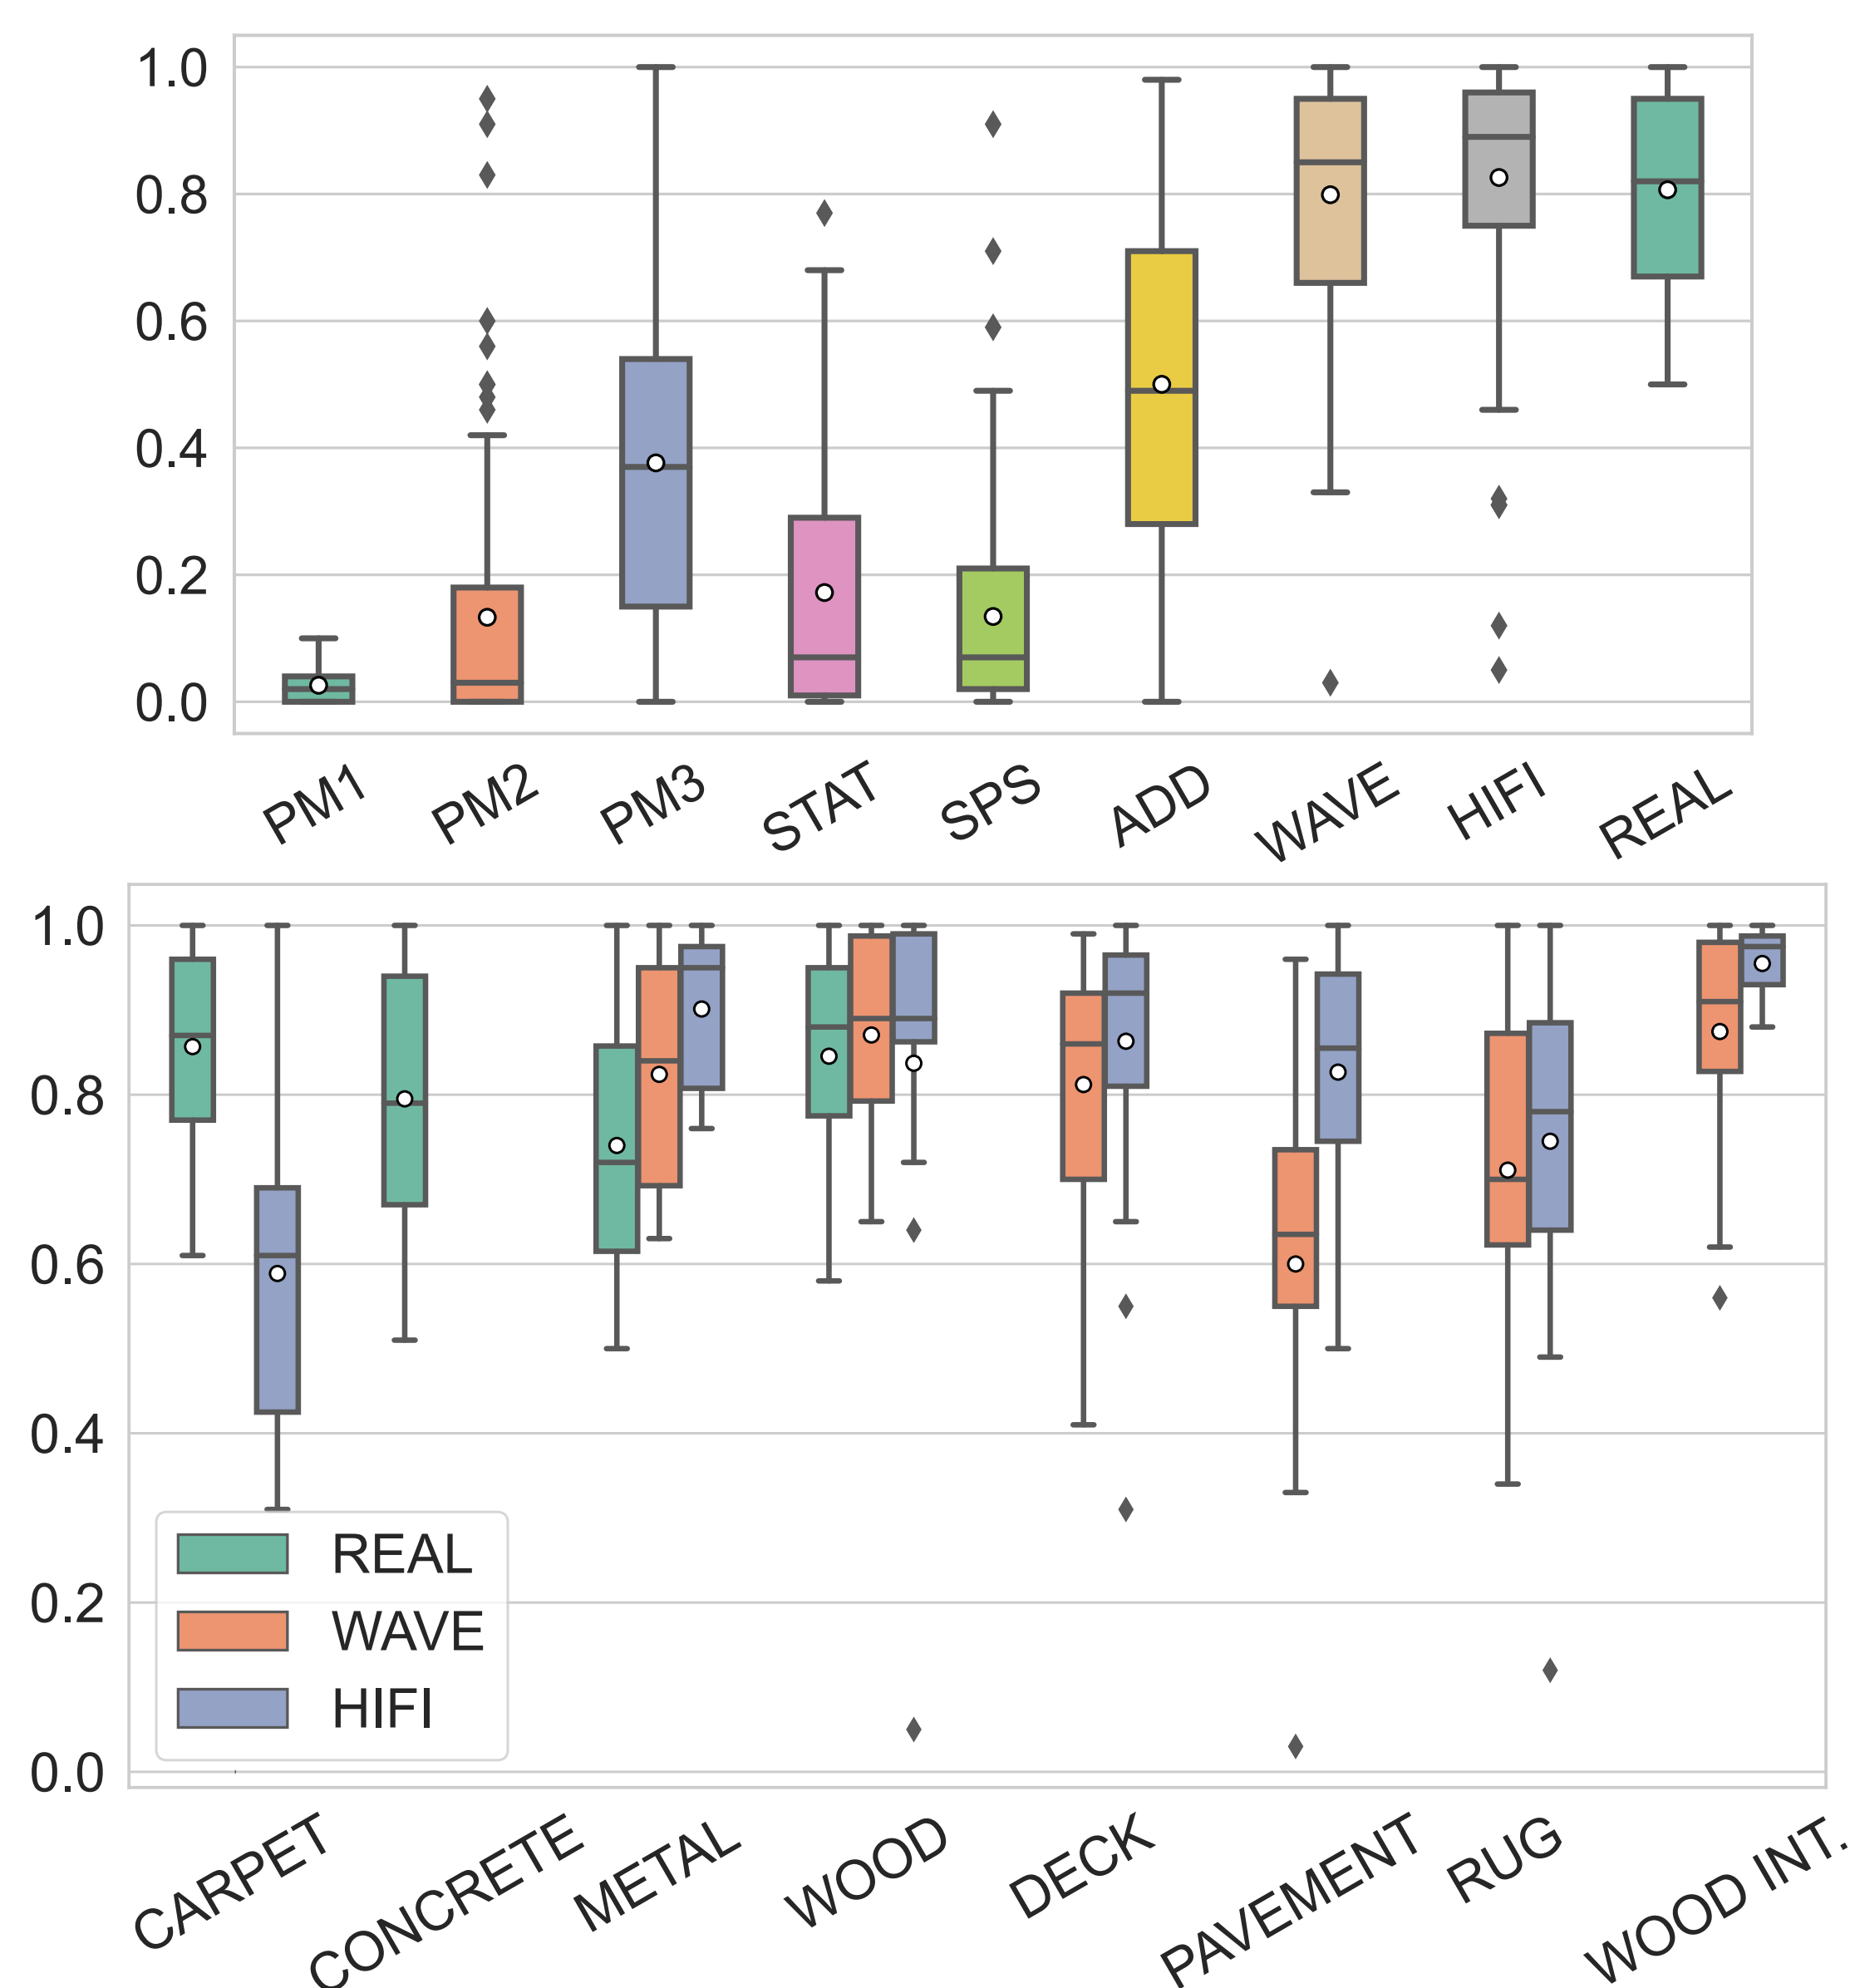 1.0
0.8
0.6
0.4
0.2
0.0
PM1 PM2 PM3 STAT SPS ADD WAVE HIFI REAL
1.0
0.8
0.6
0.4
0.2
0.0
REAL
WAVE
HIFI
CARPET CONCRETE METAL WOOD DECK PAVEMENT RUG WOOD INT.